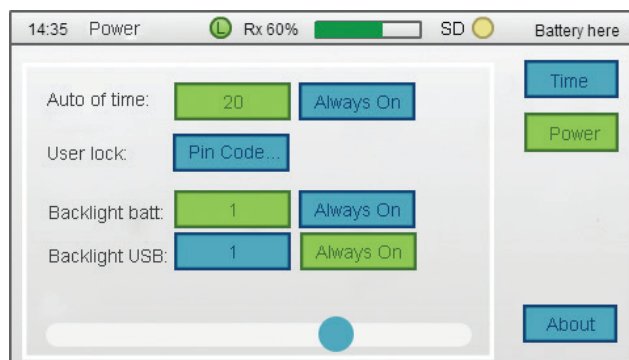 14:35 Power L Rx 60% SD Battery here
Auto of time: 20 Always On Time
Power
User lock: Pin Code...
Backlight batt: 1 Always On
Backlight USB: 1 Always On
About